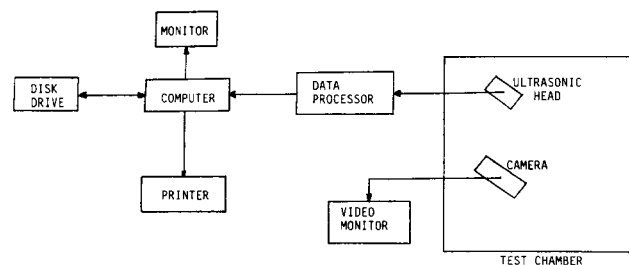 MONITOR
DISK
DRIVE
COMPUTER
DATA
PROCESSOR
ULTRASONIC
HEAD
CAMERA
PRINTER
VIDEO
MONITOR
TEST CHAMBER